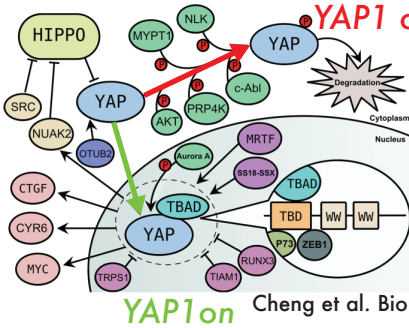 YAP1 o
HIPPO
NLK
MYPT1
P
P
P
YAP
Degradation
SRC
YAP
P
P
P
c-Abl
PRP4K
AKT
Cytoplasm
NUAK2
OTUB2
Nucleus
P
Aurora A
MRTF
SS18-SSX
CTGF
TBAD
YAP
TBAD
TBD
WW
WW
CYR6
P73
ZEB1
MYC
TRPS1
TIAM1
RUNX3
YAP1on
Cheng et al. Bio